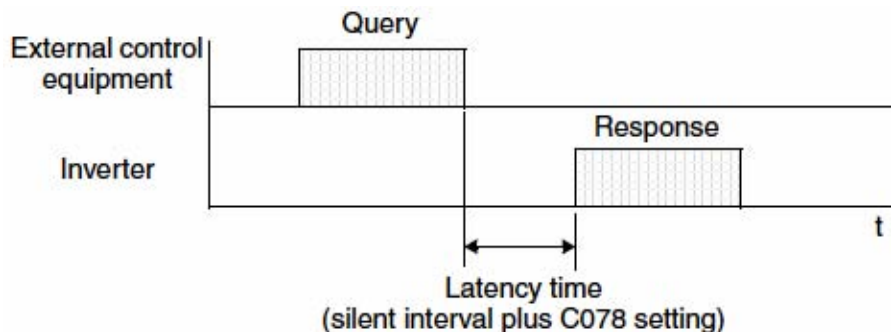 Query
External control
equipment
Response
Inverter
t
Latency time
(silent interval plus C078 setting)